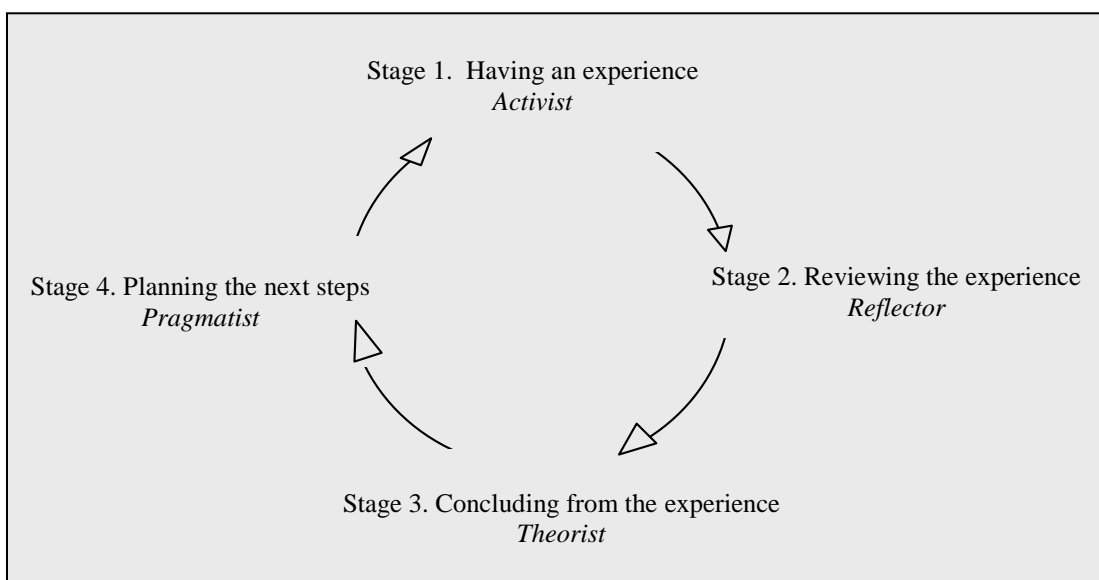 Stage 1. Having an experience
Activist
Stage 2. Reviewing the experience
Reflector
Stage 3. Concluding from the experience
Theorist
Stage 4. Planning the next steps
Pragmatist